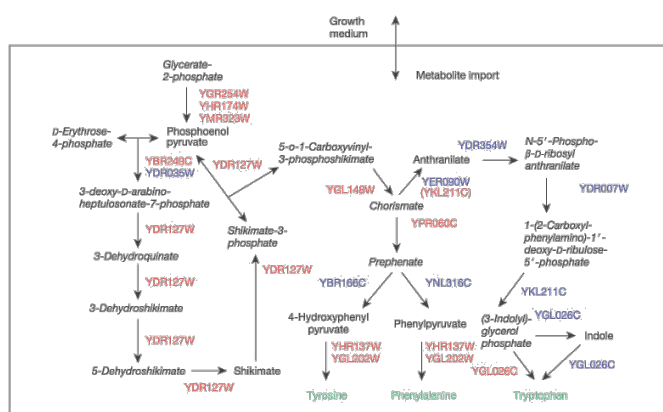 Growth
medium
Metabolite import
Glycerate-
2-phosphate
YGR254W
YHR174W
YMR323W
D-Erythrose-
4-phosphate
Phosphoenol
pyruvate
YBR249C
YDR035W
YDR127W
5-o-1-Carboxyvinyl-
3-phosphoshikimate
YGL148W
Anthranilate
YDR354W
N-5'-Phospho-
β-D-ribosyl
anthranilate
YER090W
(YKL211C)
YDR007W
3-deoxy-D-arabino-
heptulosonate-7-phosphate
Chorismate
YDR127W
Shikimate-3-
phosphate
YPR060C
1-(2-Carboxyl-
phenylamino)-1'-
deoxy-D-ribulose-
5'-phosphate
3-Dehydroquinate
YDR127W
YDR127W
Prephenate
YBR166C
YNL316C
YKL211C
3-Dehydroshikimate
4-Hydroxyphenyl
pyruvate
Phenylpyruvate
(3-Indolyl)-
glycerol
phosphate
YGL026C
Indole
YDR127W
YHR137W
YGL202W
YHR137W
YGL202W
YGL026C
YGL026C
5-Dehydroshikimate
YDR127W
Shikimate
Tyrosine
Phenylalanine
Tryptophan